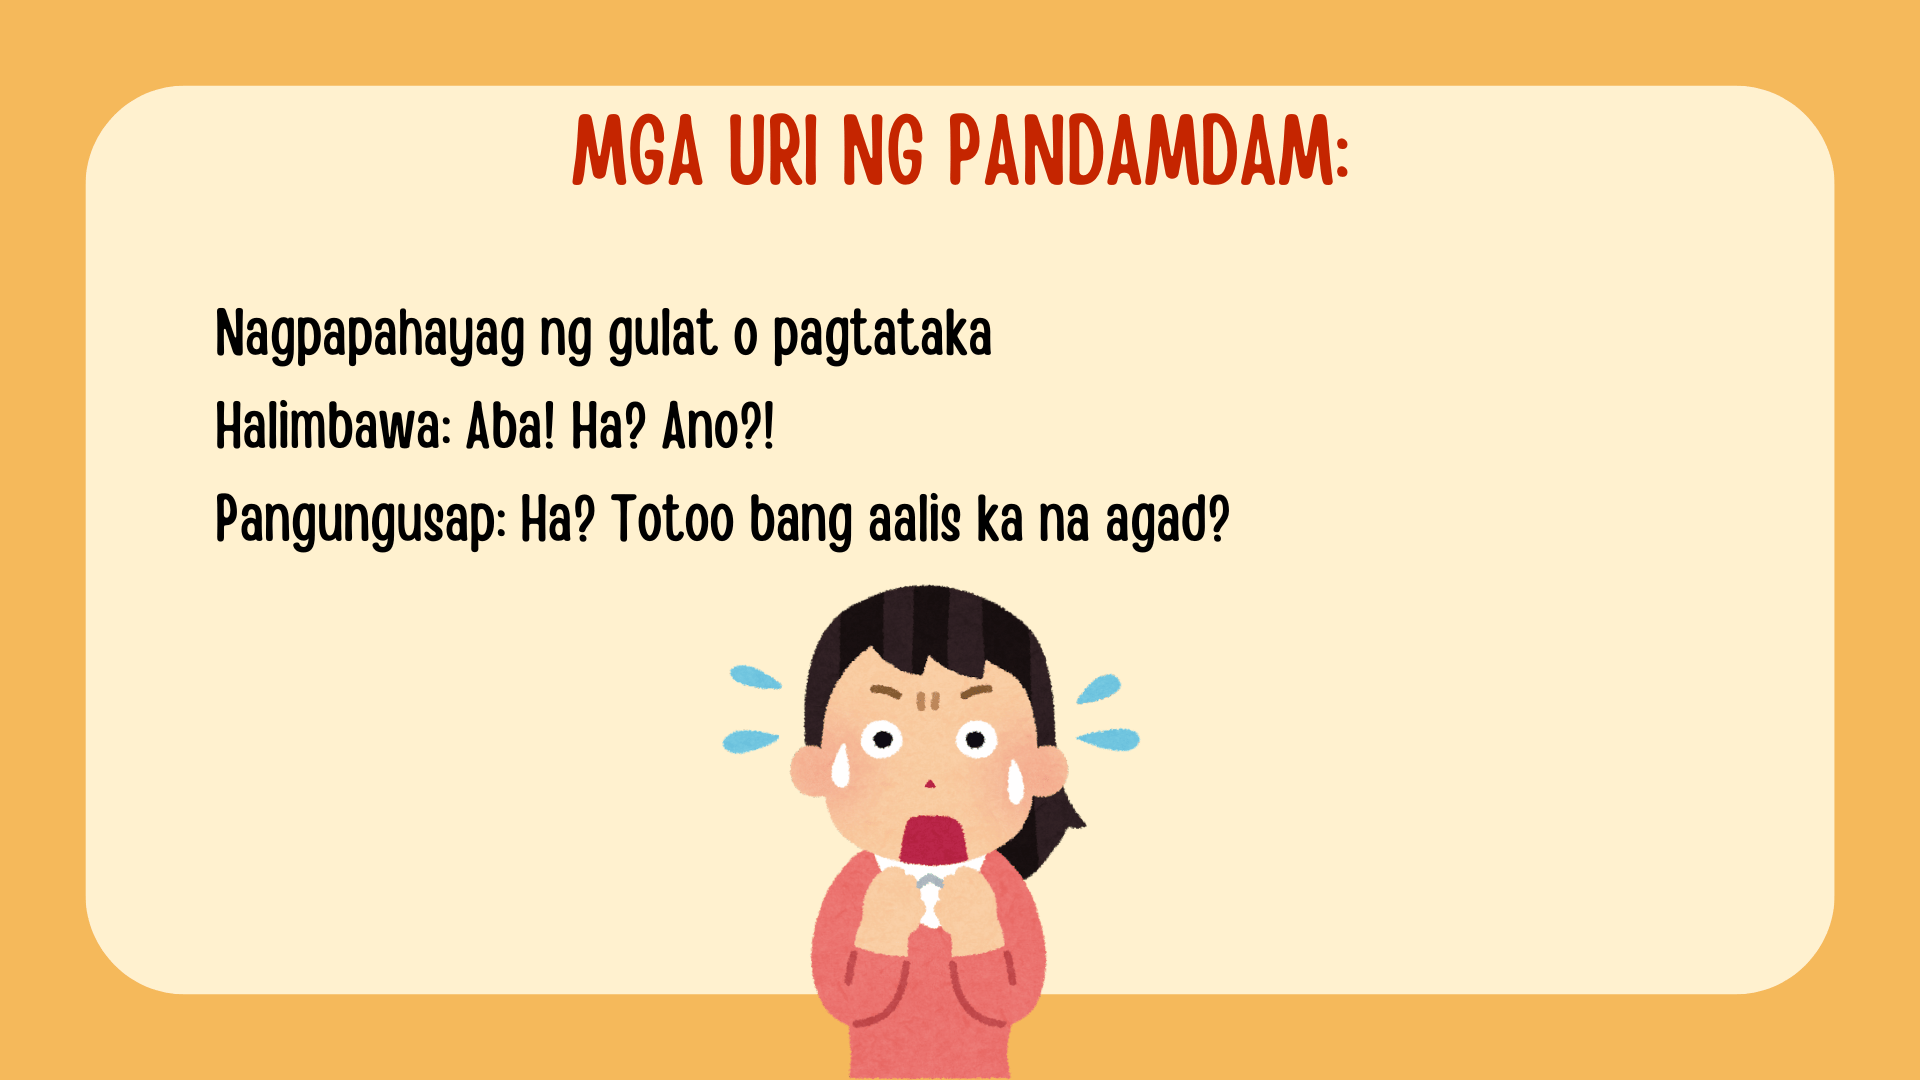 MGA URI NG PANDAMDAM:
Nagpapahayag ng gulat o pagtataka
Halimbawa: Aba! Ha? Ano?!
Pangungusap: Ha? Totoo bang aalis ka na agad?